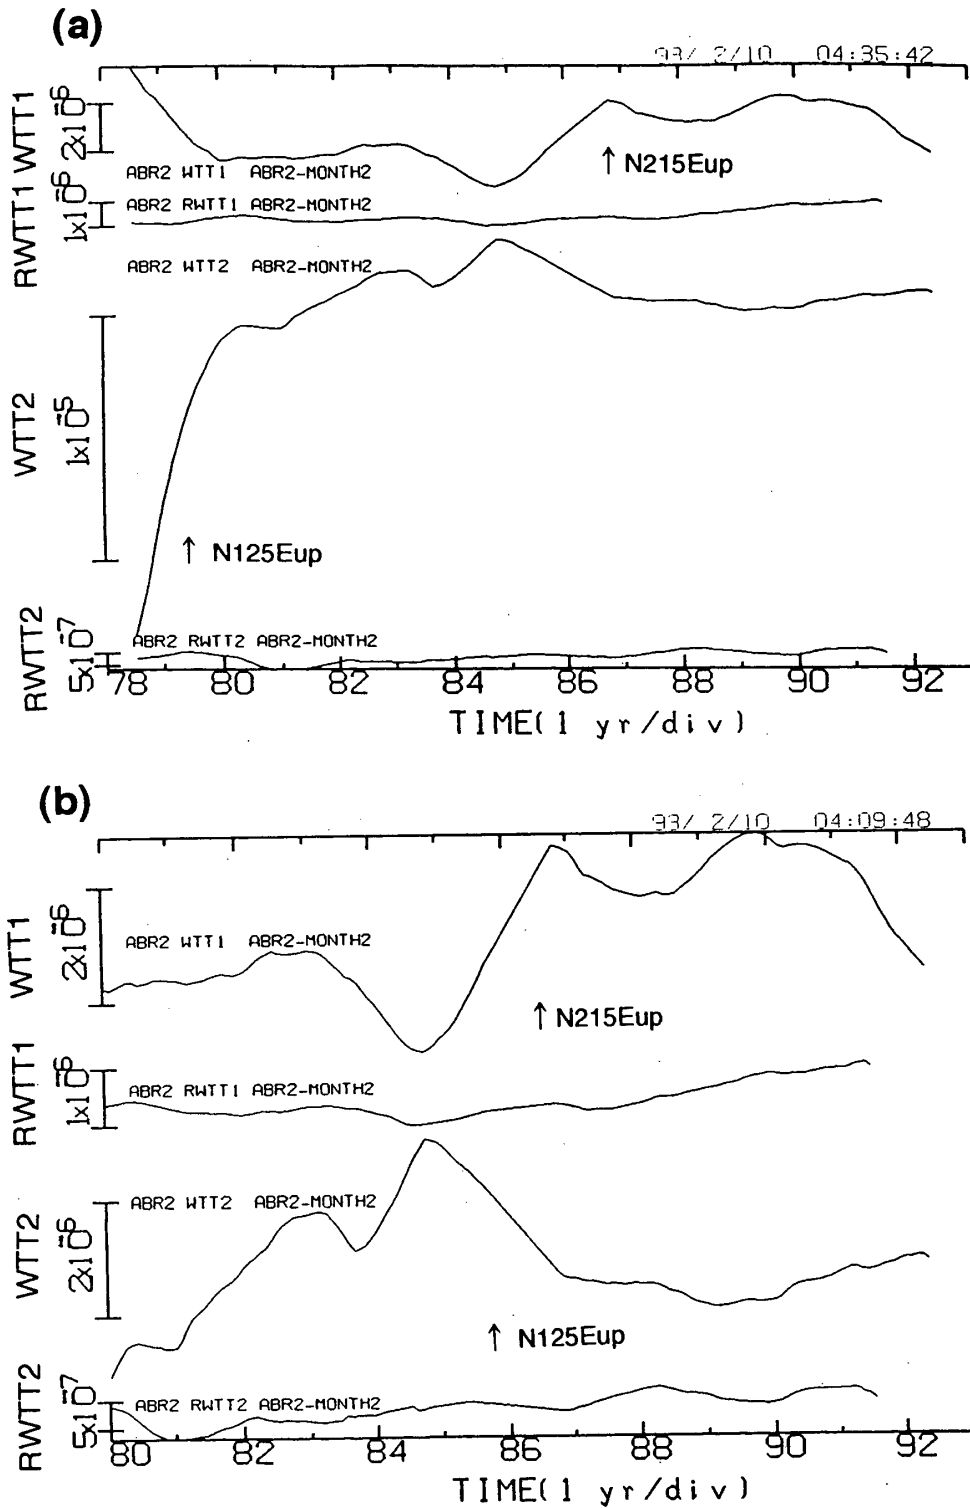 (a)
93/ 2/10 04:35:42
WTT1
2x10⁻⁶
ABR2 WTT1 ABR2-MONTH2
↑ N215Eup
RWTT1
1x10⁻⁶
ABR2 RWTT1 ABR2-MONTH2
ABR2 WTT2 ABR2-MONTH2
WTT2
1x10⁻⁵
↑ N125Eup
RWTT2
5x10⁻⁷
ABR2 RWTT2 ABR2-MONTH2
78 80 82 84 86 88 90 92
TIME(1 yr/div)
(b)
93/ 2/10 04:09:48
WTT1
2x10⁻⁶
ABR2 WTT1 ABR2-MONTH2
↑ N215Eup
RWTT1
1x10⁻⁶
ABR2 RWTT1 ABR2-MONTH2
WTT2
2x10⁻⁶
ABR2 WTT2 ABR2-MONTH2
↑ N125Eup
RWTT2
5x10⁻⁷
ABR2 RWTT2 ABR2-MONTH2
80 82 84 86 88 90 92
TIME(1 yr/div)